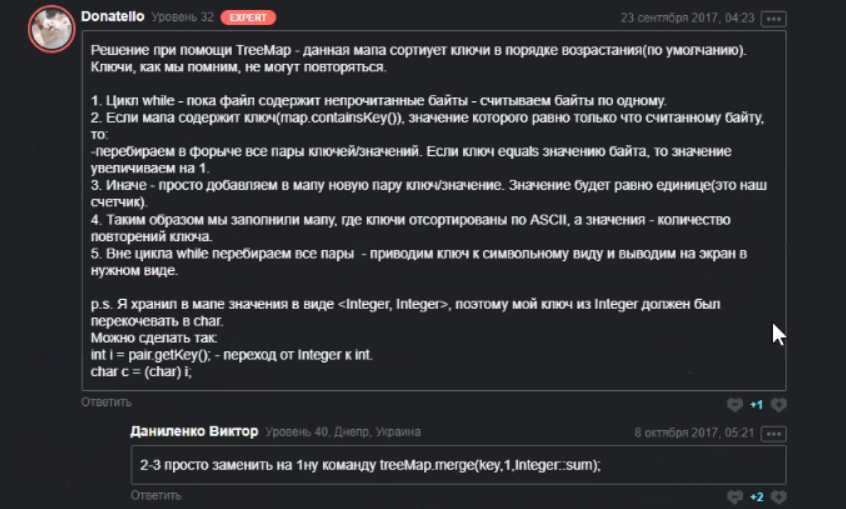 Donatello Уровень 32 EXPERT 23 сентября 2017, 04:23
Решение при помощи TreeMap - данная мапа сортиует ключи в порядке возрастания(по умолчанию).
Ключи, как мы помним, не могут повторяться.
1. Цикл while - пока файл содержит непрочитанные байты - считываем байты по одному.
2. Если мапа содержит ключ(map.containsKey()), значение которого равно только что считанному байту,
то:
-перебираем в форыче все пары ключей/значений. Если ключ equals значению байта, то значение
увеличиваем на 1.
3. Иначе - просто добавляем в мапу новую пару ключ/значение. Значение будет равно единице(это наш
счетчик).
4. Таким образом мы заполнили мапу, где ключи отсортированы по ASCII, а значения - количество
повторений ключа.
5. Вне цикла while перебираем все пары - приводим ключ к символьному виду и выводим на экран в
нужном виде.
p.s. Я хранил в мапе значения в виде <Integer, Integer>, поэтому мой ключ из Integer должен был
перекочевать в char.
Можно сделать так:
int i = pair.getKey(); - переход от Integer к int.
char c = (char) i;
Ответить +1
Даниленко Виктор Уровень 40, Днепр, Украина 8 октября 2017, 05:21
2-3 просто заменить на 1ну команду treeMap.merge(key,1,Integer::sum);
Ответить +2